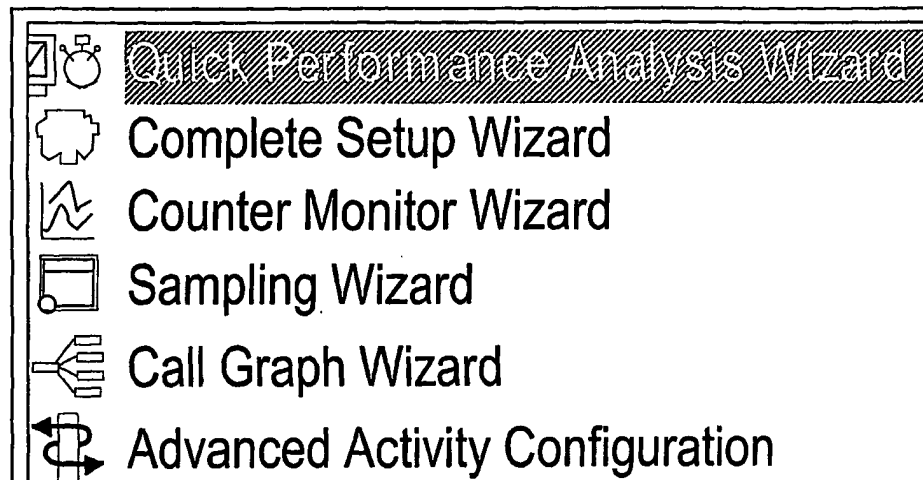 Quick Performance Analysis Wizard
Complete Setup Wizard
Counter Monitor Wizard
Sampling Wizard
Call Graph Wizard
Advanced Activity Configuration